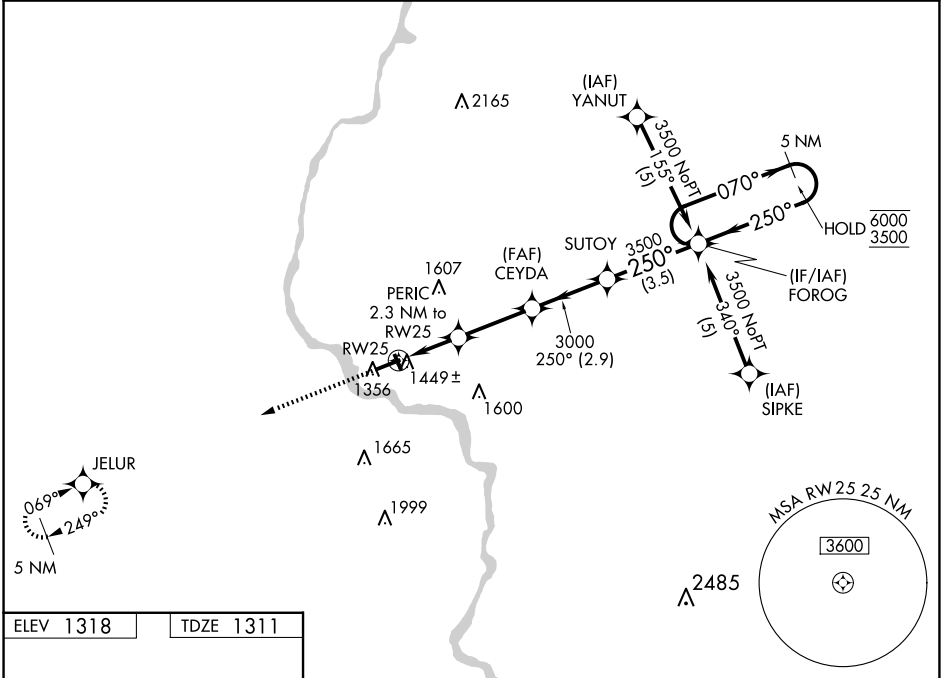 (IAF)
YANUT
2165
3500 NoPT
155°
(5)
5 NM
070°
250°
HOLD 6000
3500
(IF/IAF)
FOROG
SUTOY
3500
250°
(3.5)
(FAF)
CEYDA
3000
250° (2.9)
1607
PERIC
2.3 NM to
RW25
RW25
1356
1449±
1600
3500 NoPT
340°
(5)
(IAF)
SIPKE
1665
1999
JELUR
069°
249°
5 NM
MSA RW25 25 NM
3600
2485
ELEV 1318
TDZE 1311